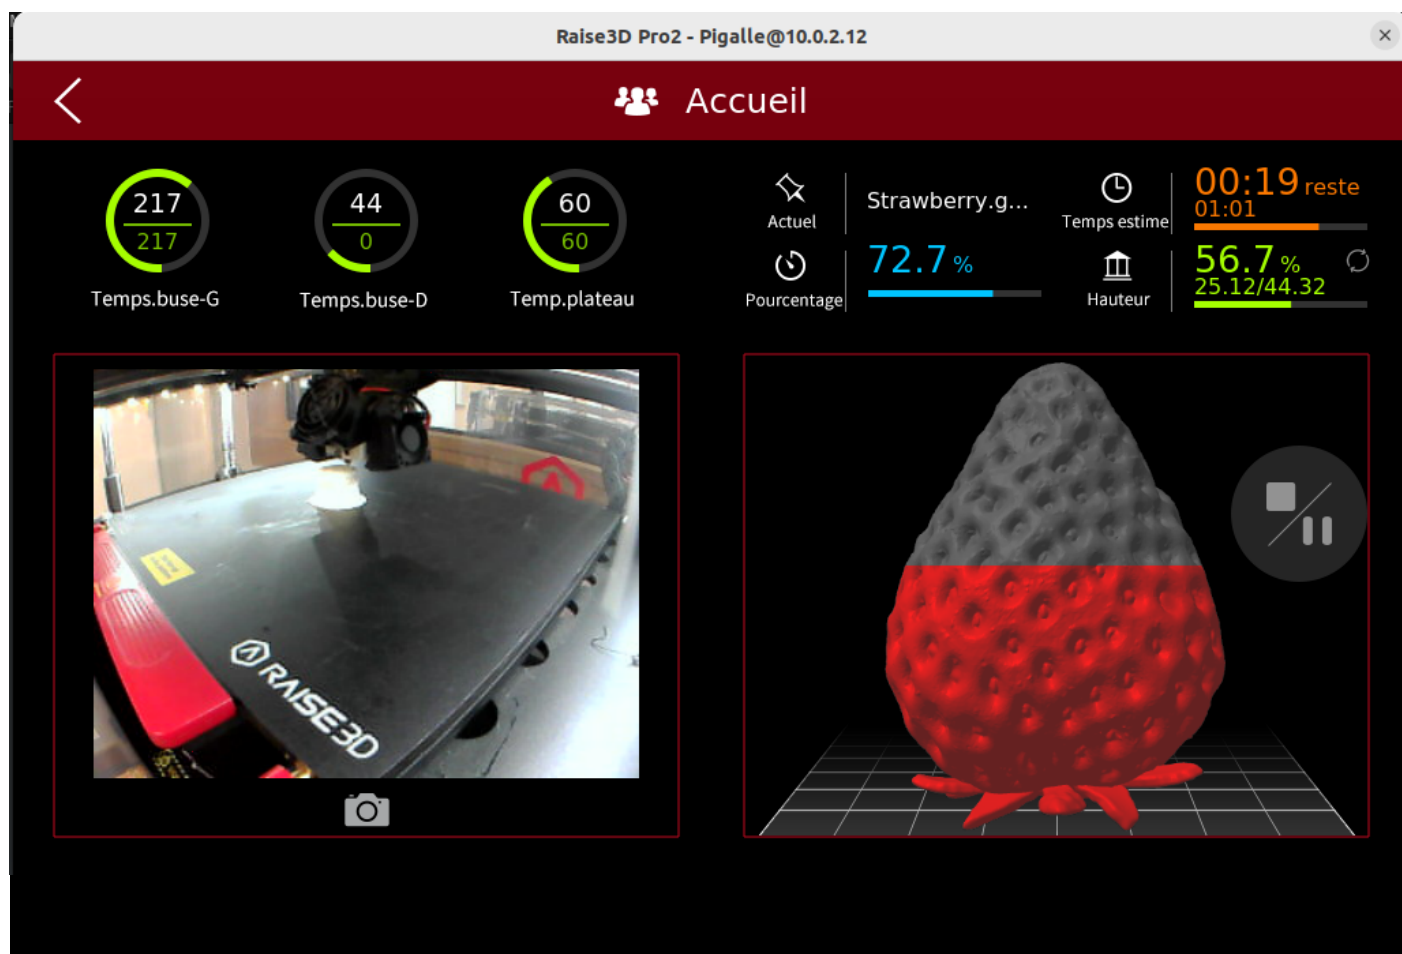 Raise3D Pro2 - Pigalle@10.0.2.12
Accueil
217
217
Temps.buse-G
44
0
Temps.buse-D
60
60
Temp.plateau
Actuel
Strawberry.g...
Temps estime
00:19 reste
01:01
Pourcentage
72.7 %
Hauteur
56.7 %
25.12/44.32
RAISE3D